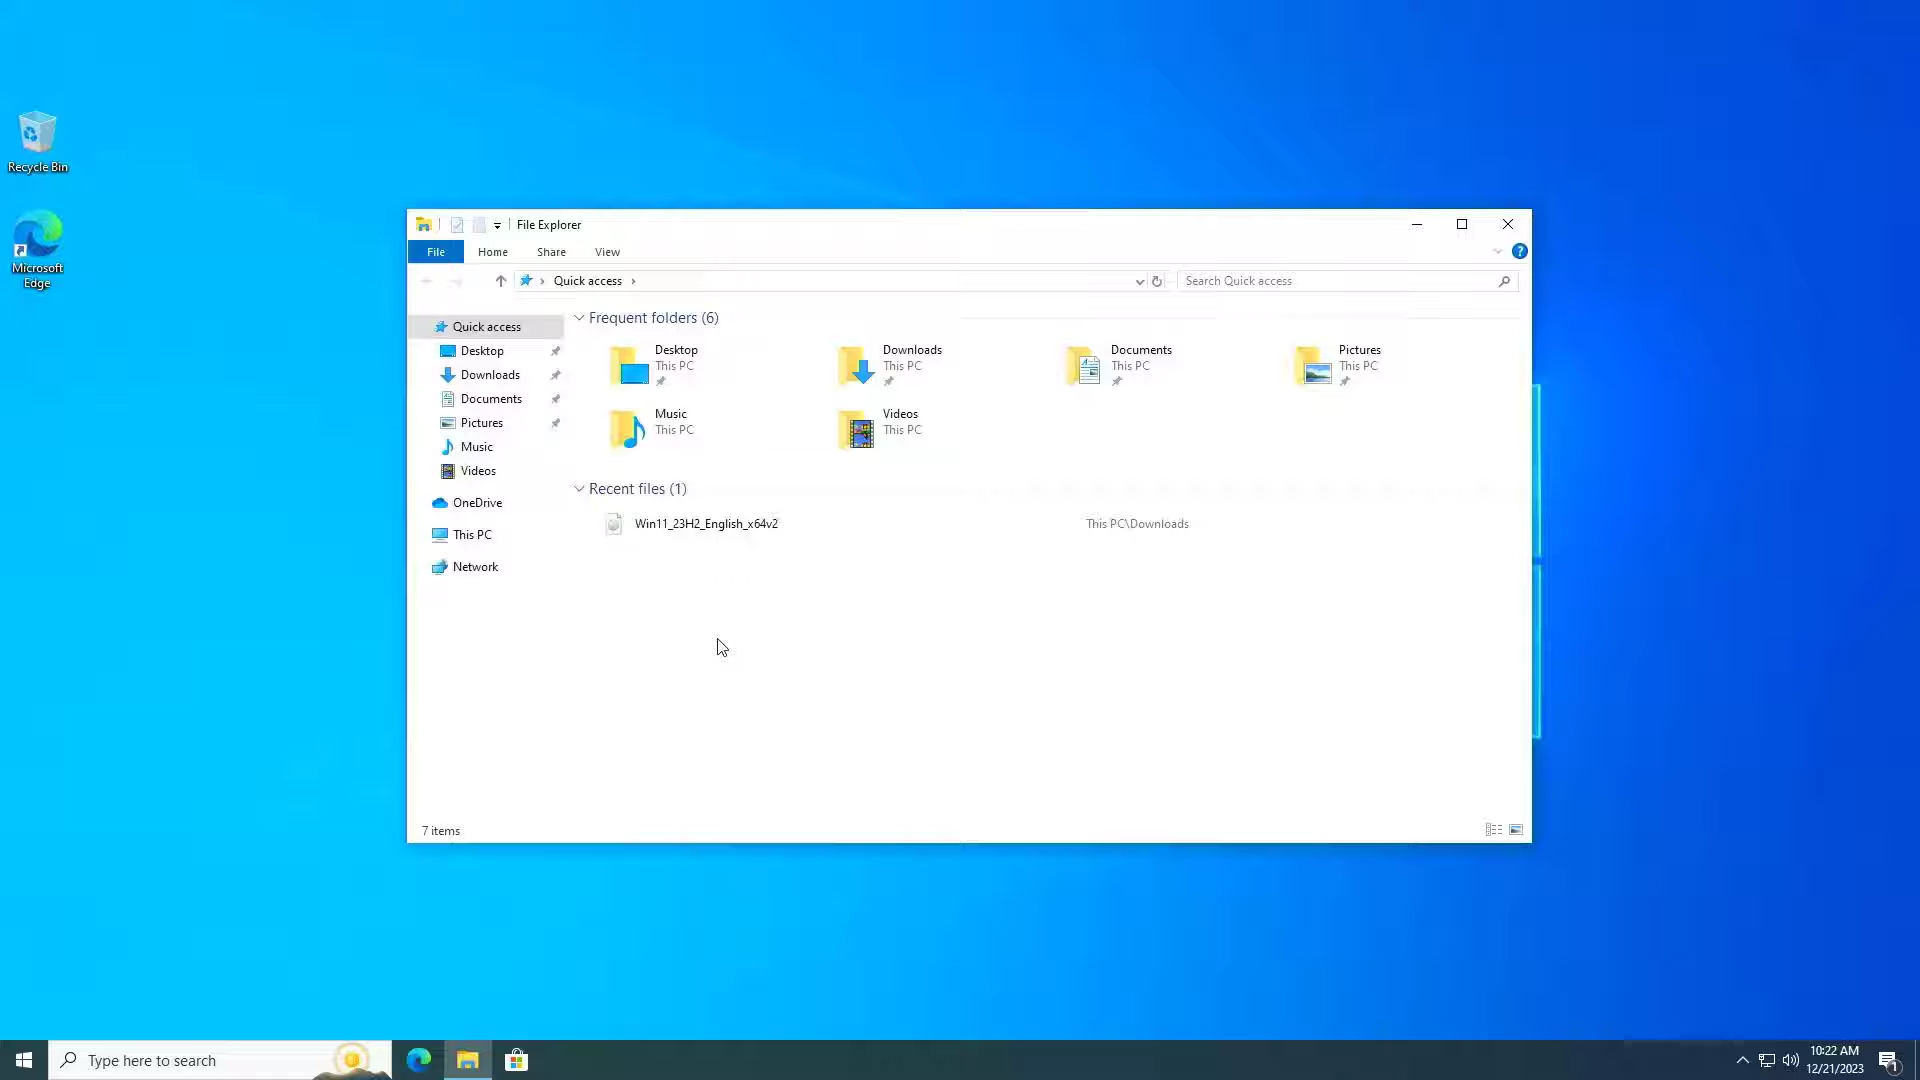 Recycle Bin
Microsoft
Edge
File Explorer
File Home Share View
?
Quick access
Search Quick access
Quick access
Desktop
Downloads
Documents
Pictures
Music
Videos
OneDrive
This PC
Network
Frequent folders (6)
Desktop
This PC
Downloads
This PC
Documents
This PC
Pictures
This PC
Music
This PC
Videos
This PC
Recent files (1)
Win11_23H2_English_x64v2 This PC\Downloads
7 items
Type here to search
10:22 AM
12/21/2023
1